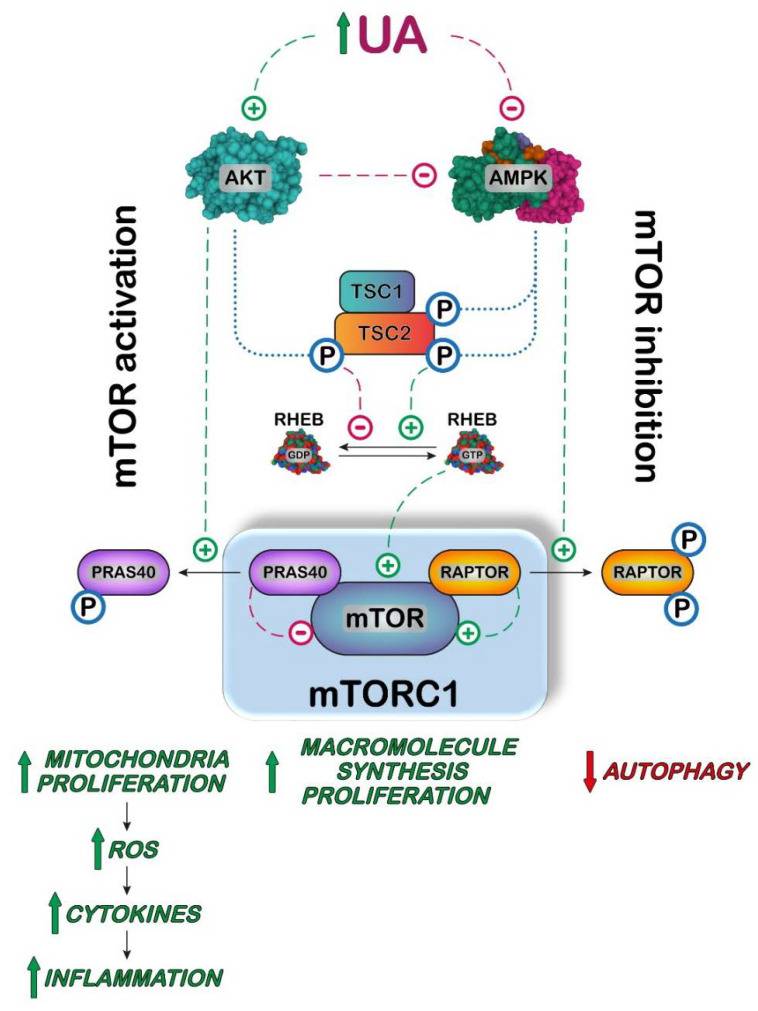 UA
+
-
AKT
-
AMPK
mTOR activation
mTOR inhibition
TSC1
P
TSC2
P
P
RHEB
-
+
RHEB
GDP
GTP
+
+
+
PRAS40
PRAS40
RAPTOR
RAPTOR
P
P
P
mTOR
-
+
mTORC1
MITOCHONDRIA
PROLIFERATION
MACROMOLECULE
SYNTHESIS
PROLIFERATION
AUTOPHAGY
ROS
CYTOKINES
INFLAMMATION